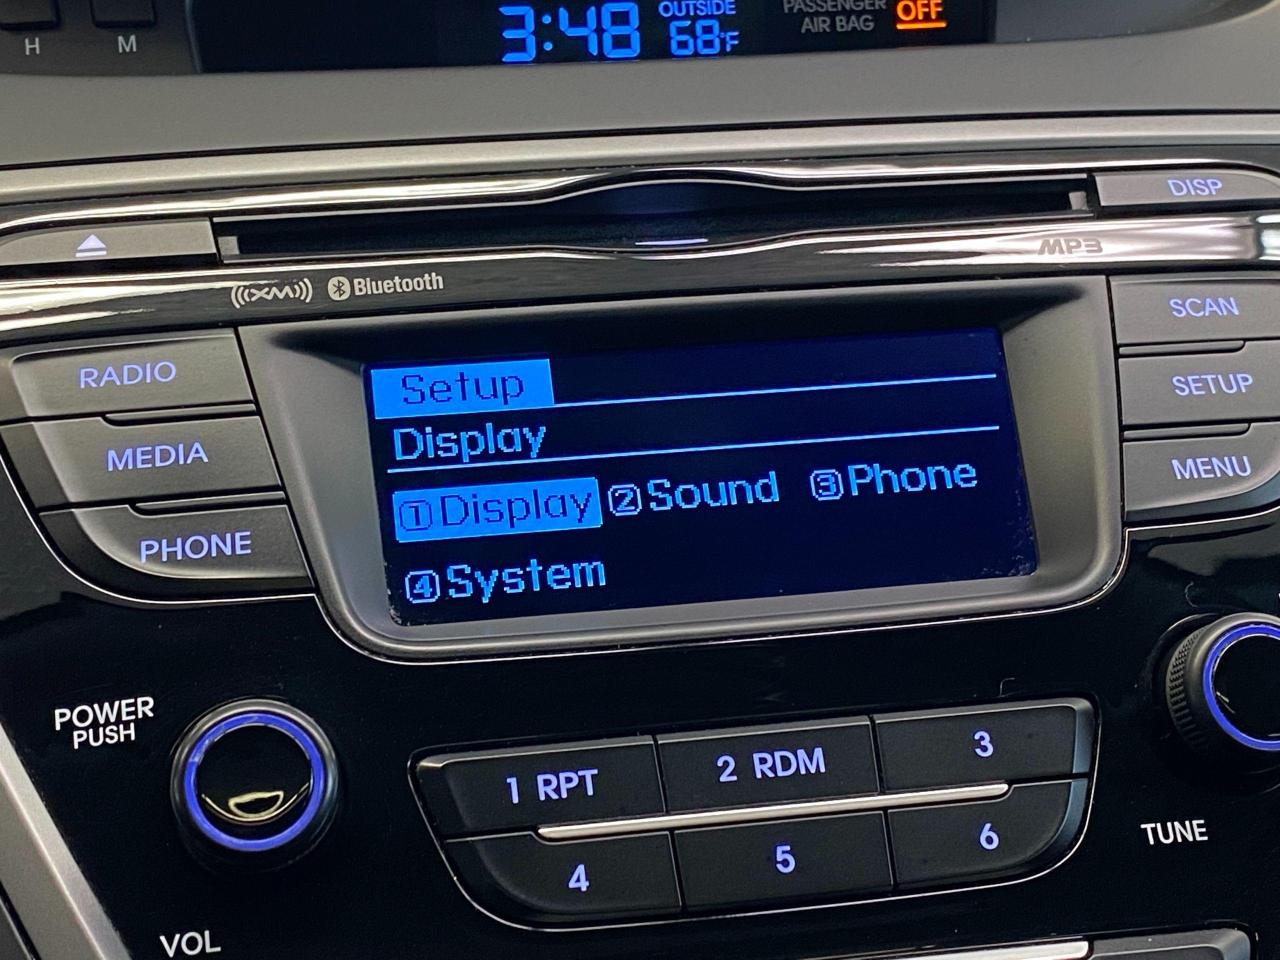 H M
3:48
OUTSIDE
68°F
PASSENGER
AIR BAG
OFF
DISP
MP3
XM Bluetooth
RADIO
MEDIA
PHONE
SCAN
SETUP
MENU
Setup
Display
①Display ②Sound ③Phone
④System
POWER
PUSH
VOL
1 RPT
2 RDM
3
4
5
6
TUNE